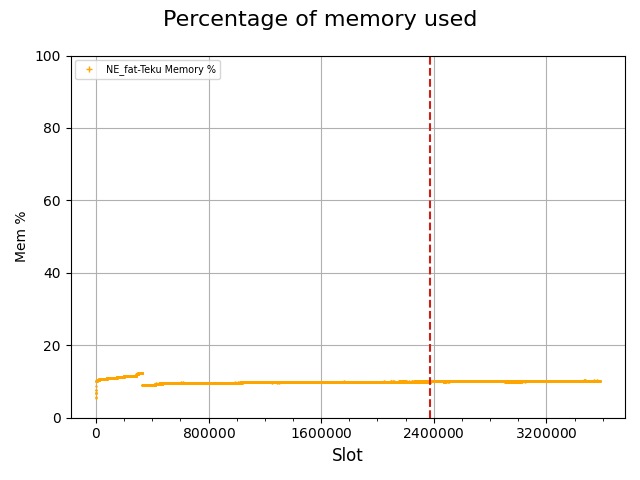 Percentage of memory used
100
NE_fat-Teku Memory %
80
60
40
20
0
Mem %
0 800000 1600000 2400000 3200000
Slot